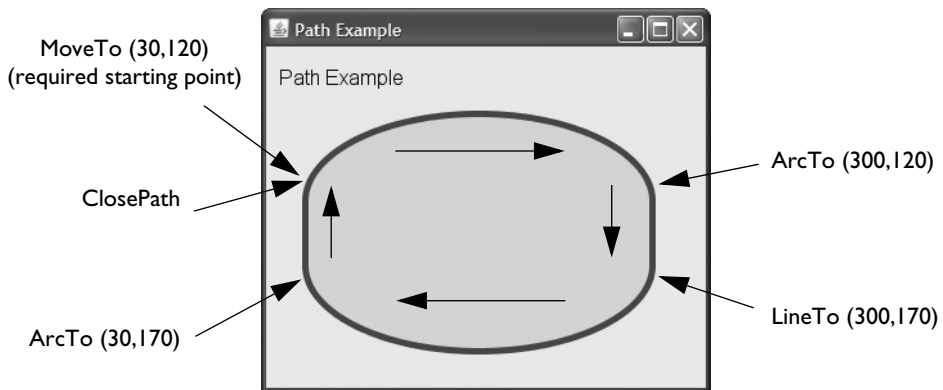 Path Example
MoveTo (30,120)
(required starting point)
Path Example
ArcTo (300,120)
ClosePath
LineTo (300,170)
ArcTo (30,170)